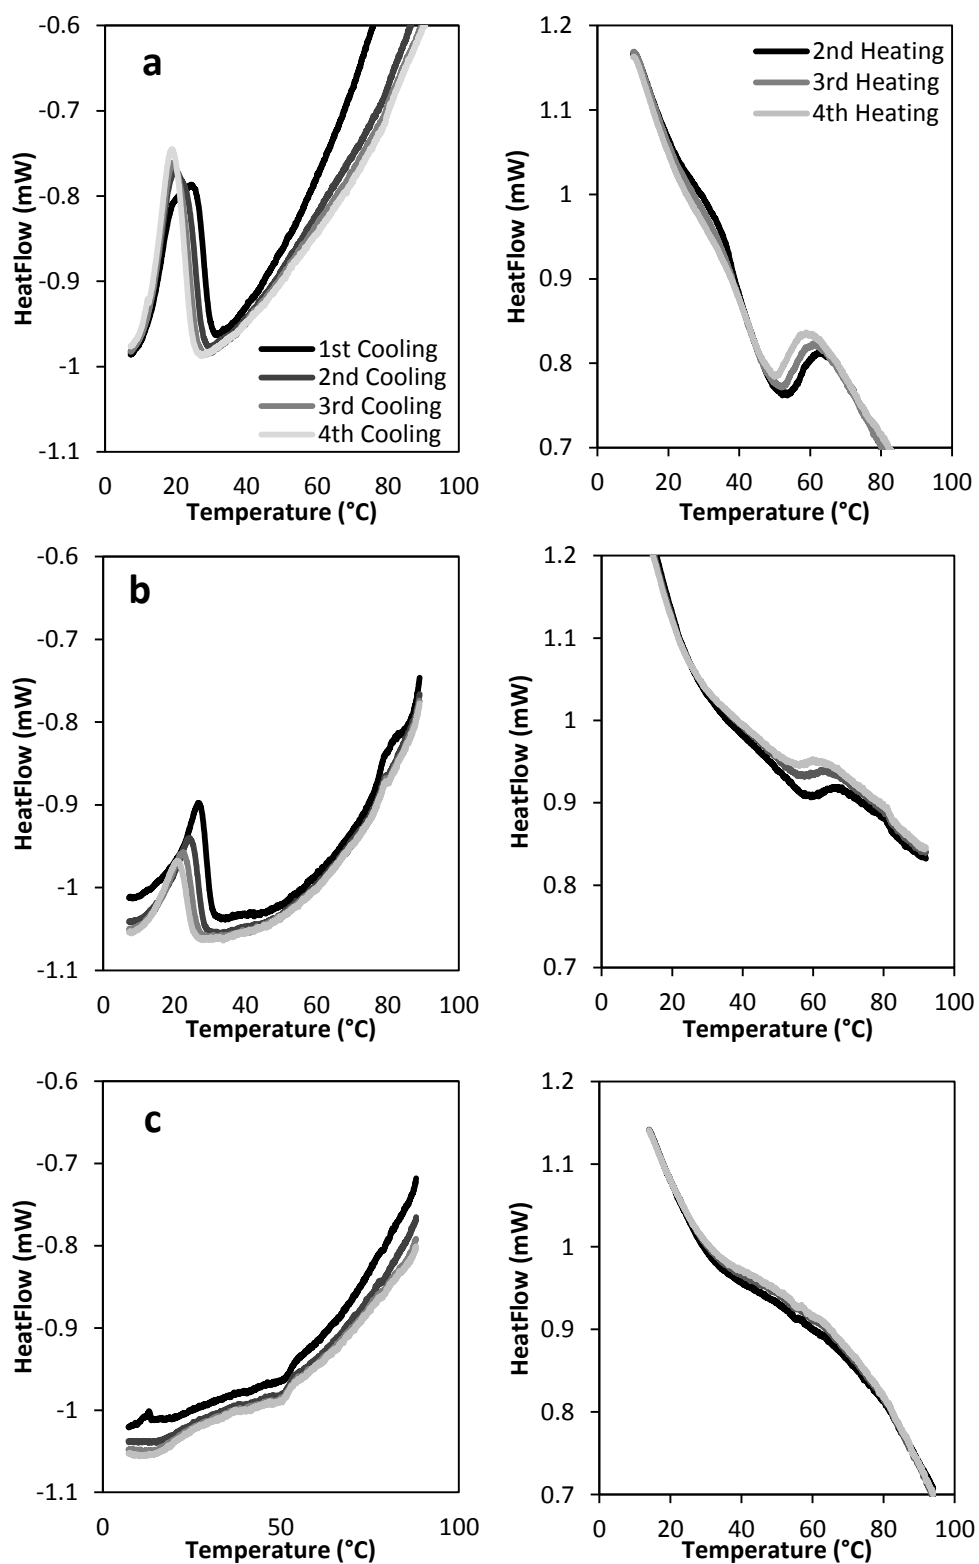 a
-0.6
-0.7
-0.8
-0.9
-1
-1.1
HeatFlow (mW)
1st Cooling
2nd Cooling
3rd Cooling
4th Cooling
0 20 40 60 80 100
Temperature (°C)
1.2
1.1
1
0.9
0.8
0.7
HeatFlow (mW)
2nd Heating
3rd Heating
4th Heating
0 20 40 60 80 100
Temperature (°C)
b
-0.6
-0.7
-0.8
-0.9
-1
-1.1
HeatFlow (mW)
0 20 40 60 80 100
Temperature (°C)
1.2
1.1
1
0.9
0.8
0.7
HeatFlow (mW)
0 20 40 60 80 100
Temperature (°C)
c
-0.6
-0.7
-0.8
-0.9
-1
-1.1
HeatFlow (mW)
0 50 100
Temperature (°C)
1.2
1.1
1
0.9
0.8
0.7
HeatFlow (mW)
0 20 40 60 80 100
Temperature (°C)